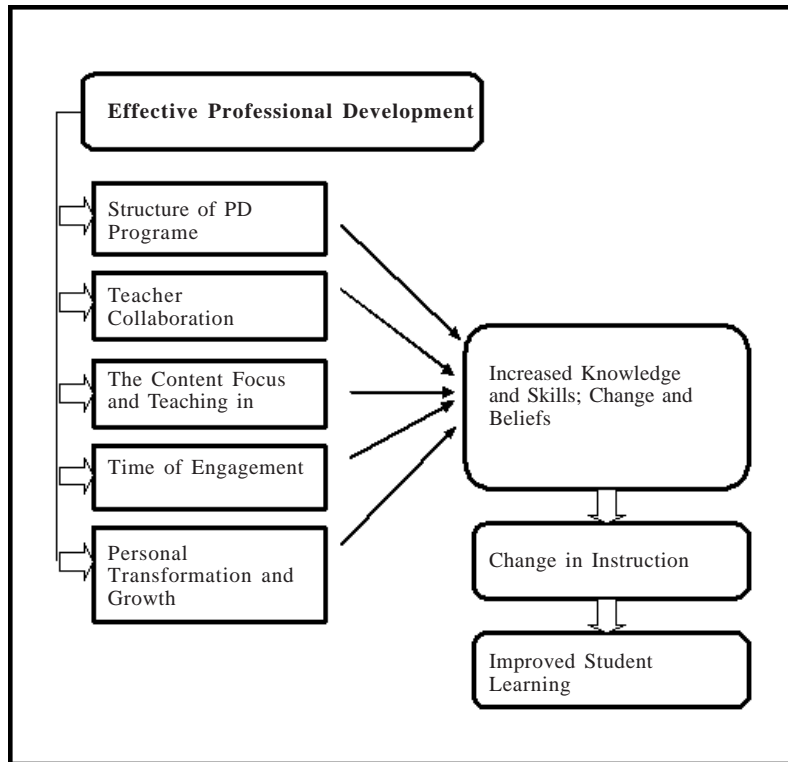 Effective Professional Development
Structure of PD
Programe
Teacher
Collaboration
The Content Focus
and Teaching in
Time of Engagement
Personal
Transformation and
Growth
Increased Knowledge
and Skills; Change and
Beliefs
Change in Instruction
Improved Student
Learning